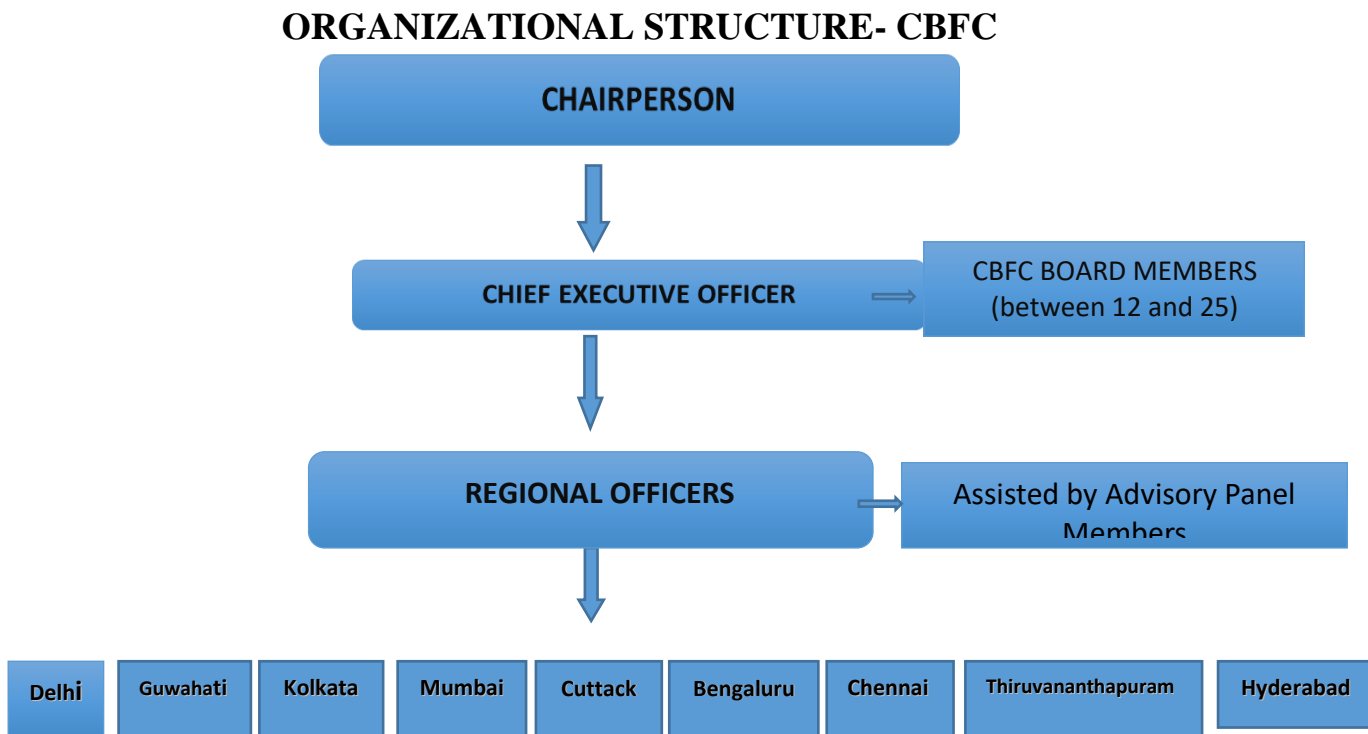 ORGANIZATIONAL STRUCTURE- CBFC
CHAIRPERSON
CHIEF EXECUTIVE OFFICER
CBFC BOARD MEMBERS
(between 12 and 25)
REGIONAL OFFICERS
Assisted by Advisory Panel
Members
Delhi
Guwahati
Kolkata
Mumbai
Cuttack
Bengaluru
Chennai
Thiruvananthapuram
Hyderabad